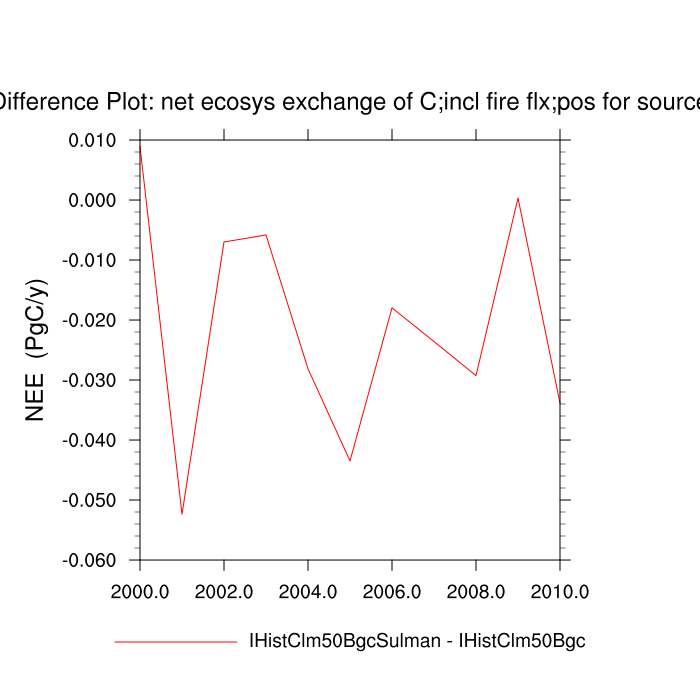 Difference Plot: net ecosys exchange of C;incl fire flx;pos for source
0.010
0.000
-0.010
-0.020
-0.030
-0.040
-0.050
-0.060
NEE (PgC/y)
2000.0 2002.0 2004.0 2006.0 2008.0 2010.0
IHistClm50BgcSulman - IHistClm50Bgc